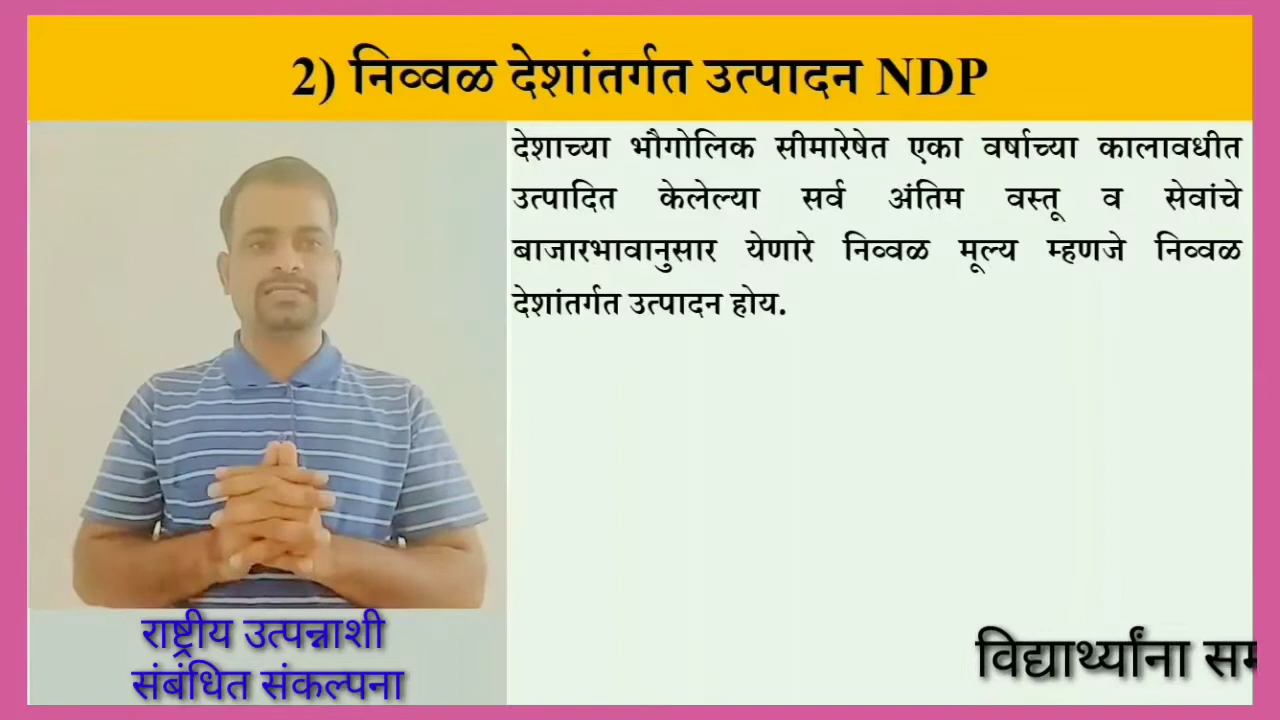 2) निव्वळ देशांतर्गत उत्पादन NDP
देशाच्या भौगोलिक सीमारेषेत एका वर्षाच्या कालावधीत
उत्पादित केलेल्या सर्व अंतिम वस्तू व सेवांचे
बाजारभावानुसार येणारे निव्वळ मूल्य म्हणजे निव्वळ
देशांतर्गत उत्पादन होय.
राष्ट्रीय उत्पन्नाशी
संबंधित संकल्पना
विद्यार्थ्यांना